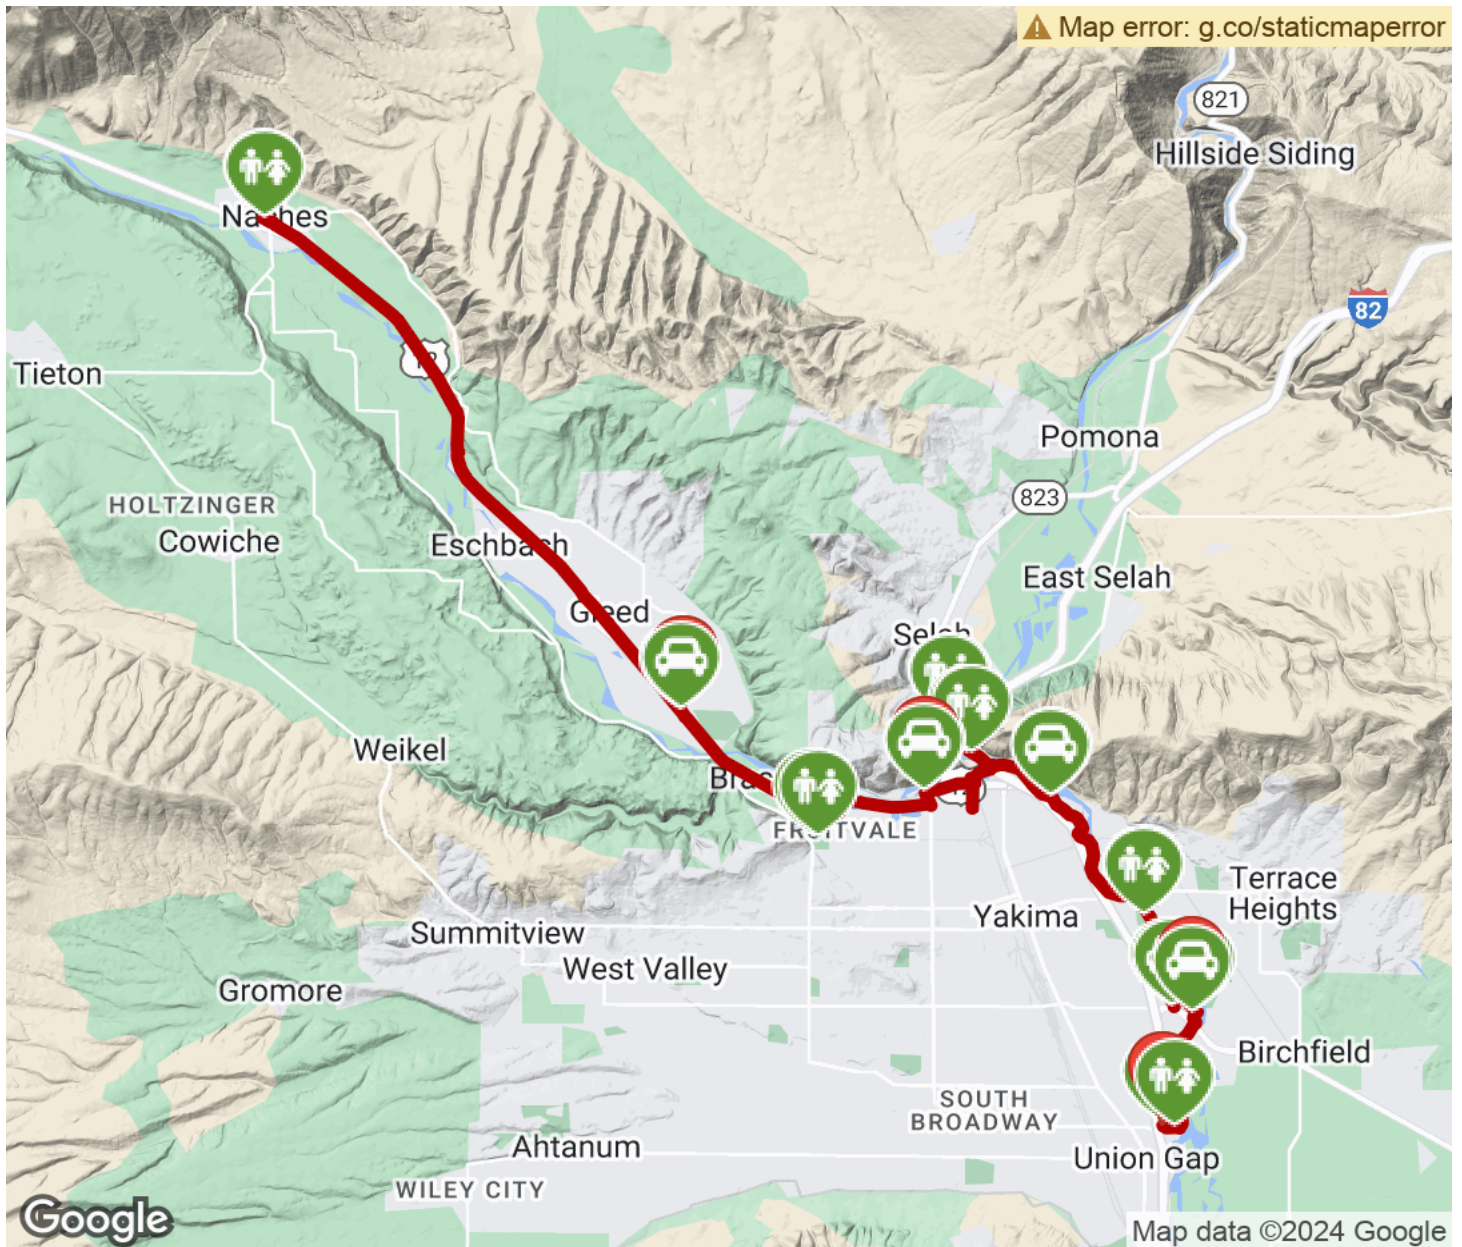 Map error: g.co/staticmaperror
821
Hillside Siding
82
Tieton
Pomona
823
HOLTZINGER
Cowiche
Eschbach
East Selah
Weikel
Terrace
Heights
Yakima
Summitview
West Valley
Gromore
Birchfield
SOUTH
BROADWAY
Ahtanum
Union Gap
WILEY CITY
Google
Map data ©2024 Google